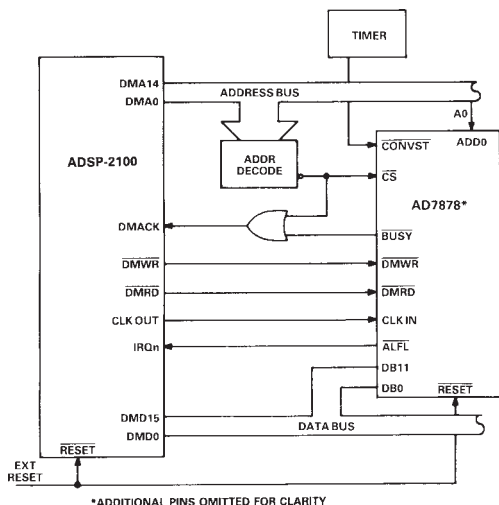 TIMER
DMA14
DMA0
ADDRESS BUS
A0
ADSP-2100
ADDR
DECODE
CONVST
ADD0
CS
AD7878*
DMACK
BUSY
DMWR
DMWR
DMRD
DMRD
CLK OUT
CLK IN
IRQn
ALFL
DB11
DB0
DMD15
RESET
DATA BUS
RESET
DMD0
EXT
RESET
*ADDITIONAL PINS OMITTED FOR CLARITY